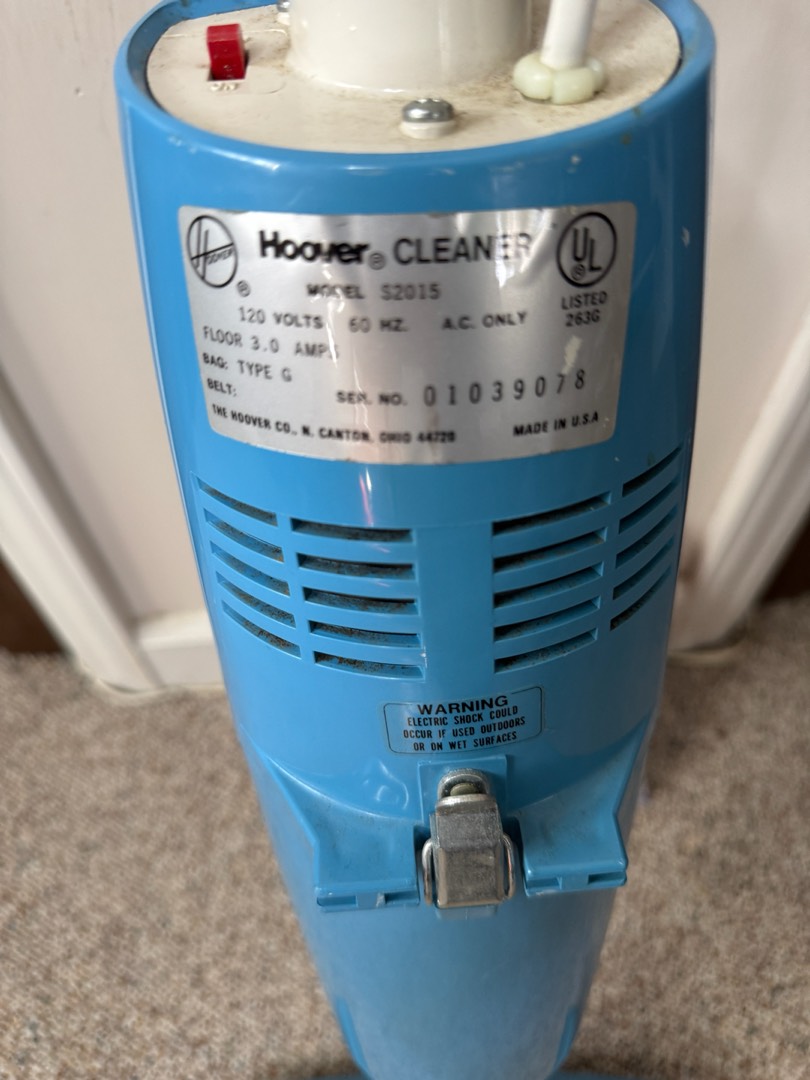 HOOVER
Hoover® CLEANER
UL
®
®
MODEL S2015
LISTED
263G
120 VOLTS 60 HZ. A.C. ONLY
FLOOR 3.0 AMPS
BAG: TYPE G
BELT:
SER. NO. 01039078
THE HOOVER CO., N. CANTON, OHIO 44720
MADE IN U.S.A
WARNING
ELECTRIC SHOCK COULD
OCCUR IF USED OUTDOORS
OR ON WET SURFACES